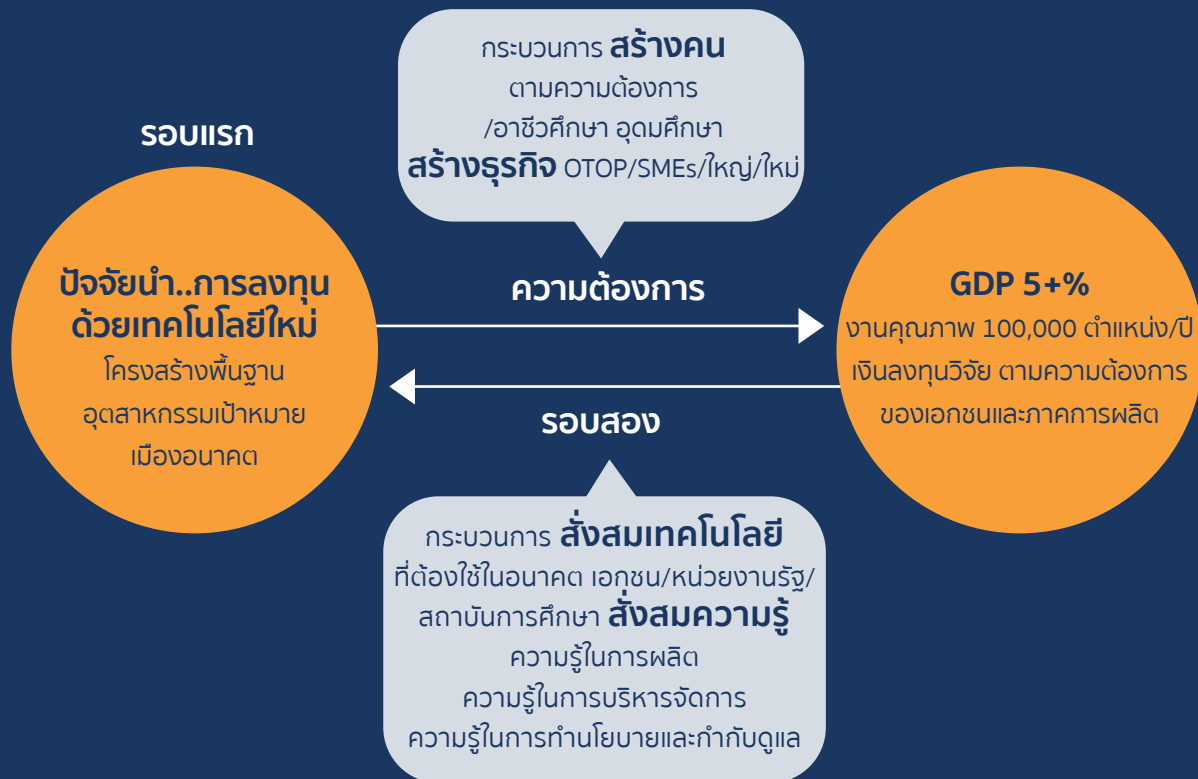 กระบวนการ สร้างคน
ตามความต้องการ
/อาชีวศึกษา อุดมศึกษา
สร้างธุรกิจ OTOP/SMEs/ใหญ่/ใหม่
รอบแรก
ปัจจัยนำ..การลงทุน
ด้วยเทคโนโลยีใหม่
โครงสร้างพื้นฐาน
อุตสาหกรรมเป้าหมาย
เมืองอนาคต
ความต้องการ
รอบสอง
GDP 5+%
งานคุณภาพ 100,000 ตำแหน่ง/ปี
เงินลงทุนวิจัย ตามความต้องการ
ของเอกชนและภาคการผลิต
กระบวนการ สั่งสมเทคโนโลยี
ที่ต้องใช้ในอนาคต เอกชน/หน่วยงานรัฐ/
สถาบันการศึกษา สั่งสมความรู้
ความรู้ในการผลิต
ความรู้ในการบริหารจัดการ
ความรู้ในการทำนโยบายและกำกับดูแล